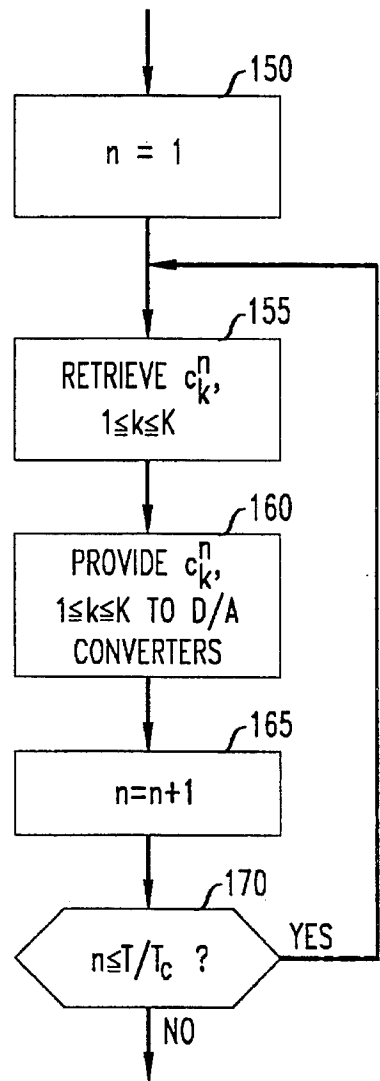 150
n = 1
155
RETRIEVE c_k^n,
1≦k≦K
160
PROVIDE c_k^n,
1≦k≦K TO D/A
CONVERTERS
165
n=n+1
170
n≦T/T_c ?
YES
NO